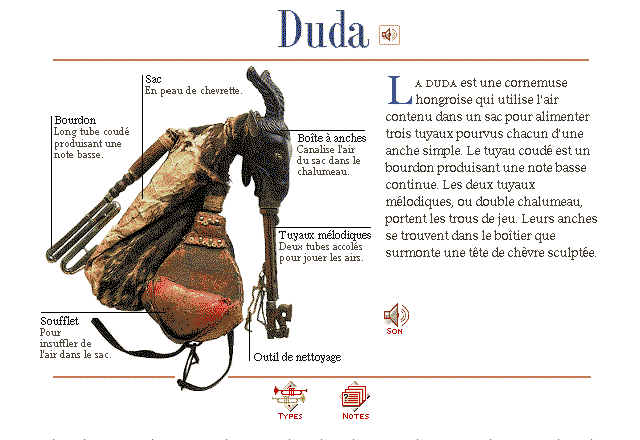 Duda
Sac
En peau de chevrette.
Bourdon
Long tube coudé
produisant une
note basse.
Boîte à anches
Canalise l'air
du sac dans le
chalumeau.
Tuyaux mélodiques
Deux tubes accolés
pour jouer les airs.
Soufflet
Pour
insuffler de
l'air dans le sac.
Outil de nettoyage
LA DUDA est une cornemuse
hongroise qui utilise l'air
contenu dans un sac pour alimenter
trois tuyaux pourvus chacun d'une
anche simple. Le tuyau coudé est un
bourdon produisant une note basse
continue. Les deux tuyaux
mélodiques, ou double chalumeau,
portent les trous de jeu. Leurs anches
se trouvent dans le boîtier que
surmonte une tête de chèvre sculptée.
SON
TYPES
NOTES